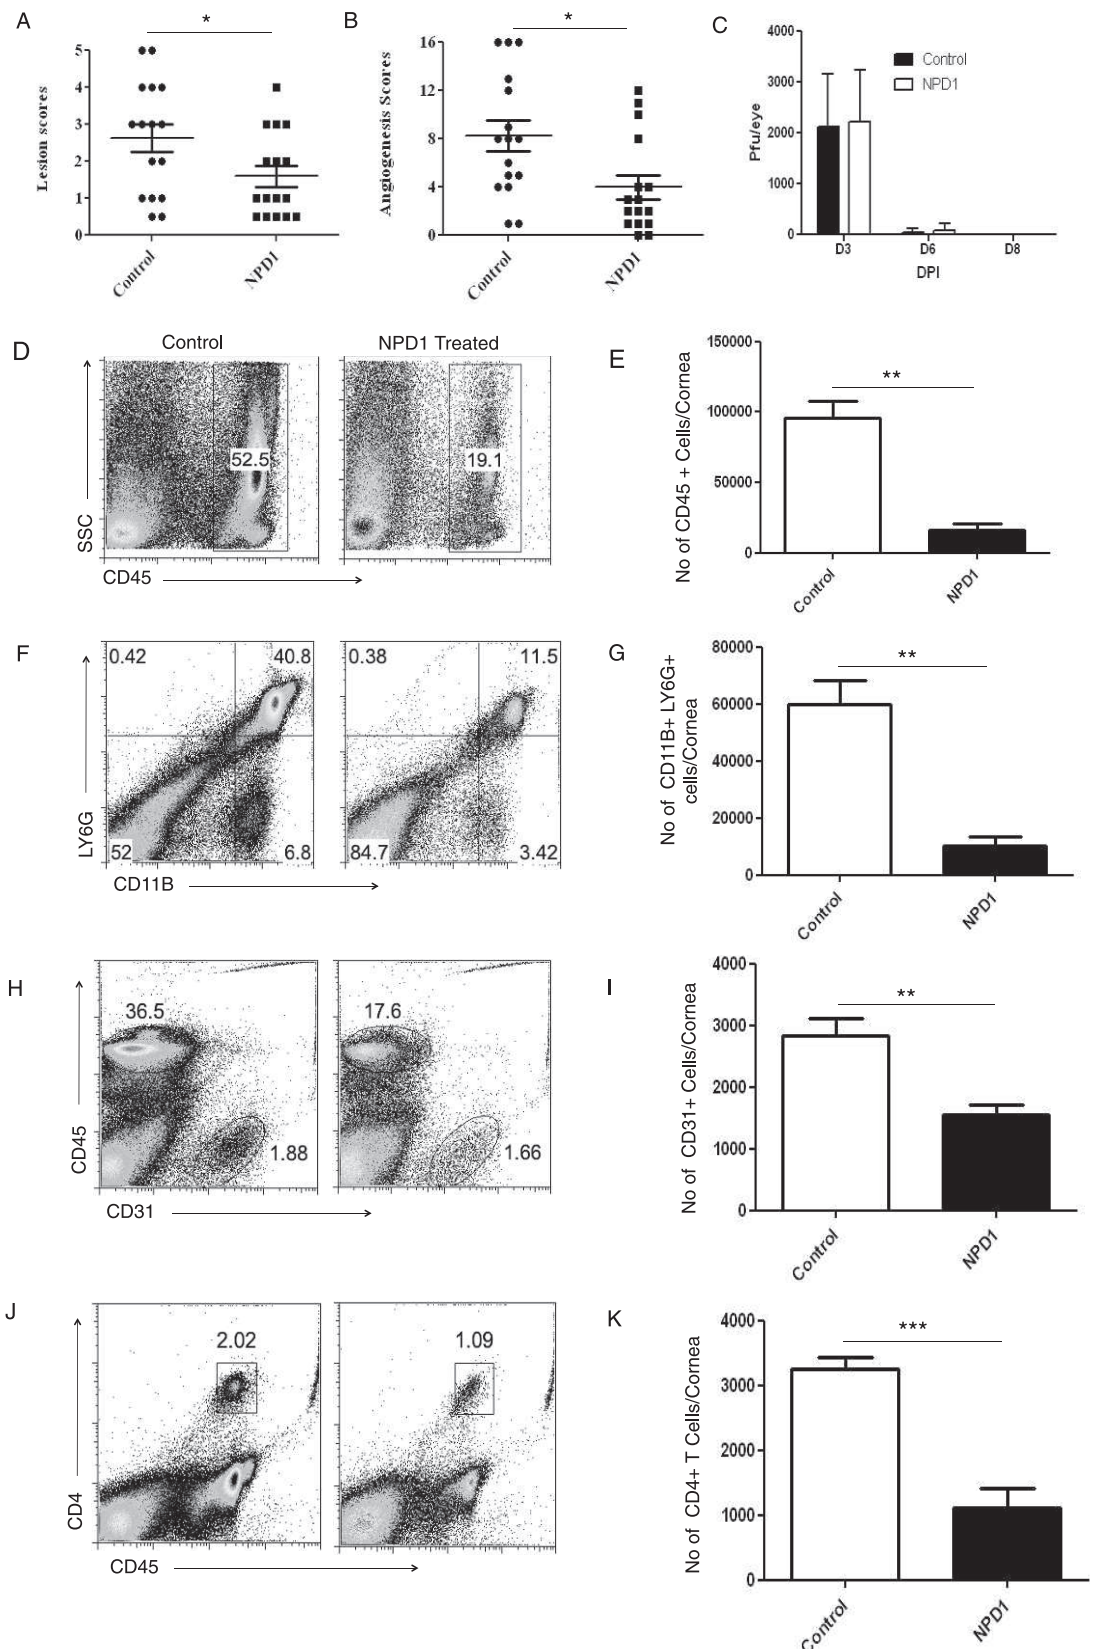 A
*
Lesion scores
5
4
3
2
1
0
Control
NPD1
B
*
Angiogenesis Scores
16
12
8
4
0
Control
NPD1
C
Pfu/eye
4000
3000
2000
1000
0
Control
NPD1
D3
D6
D8
DPI
D
Control
NPD1 Treated
52.5
19.1
SSC
CD45
E
No of CD45 + Cells/Cornea
150000
100000
50000
0
**
Control
NPD1
F
0.42
40.8
52
6.8
0.38
11.5
84.7
3.42
LY6G
CD11B
G
No of CD11B+ LY6G+
cells/Cornea
80000
60000
40000
20000
0
**
Control
NPD1
H
36.5
1.88
17.6
1.66
CD45
CD31
I
No of CD31+ Cells/Cornea
4000
3000
2000
1000
0
**
Control
NPD1
J
2.02
1.09
CD4
CD45
K
No of CD4+ T Cells/Cornea
4000
3000
2000
1000
0
***
Control
NPD1